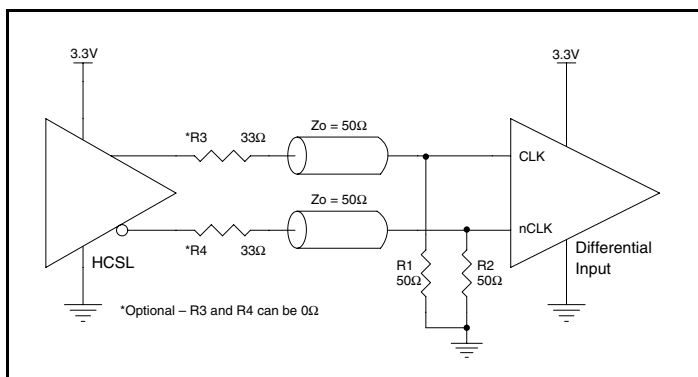 3.3V
3.3V
*R3
33Ω
Zo = 50Ω
CLK
Zo = 50Ω
nCLK
*R4
33Ω
HCSL
R1
50Ω
R2
50Ω
Differential
Input
*Optional – R3 and R4 can be 0Ω